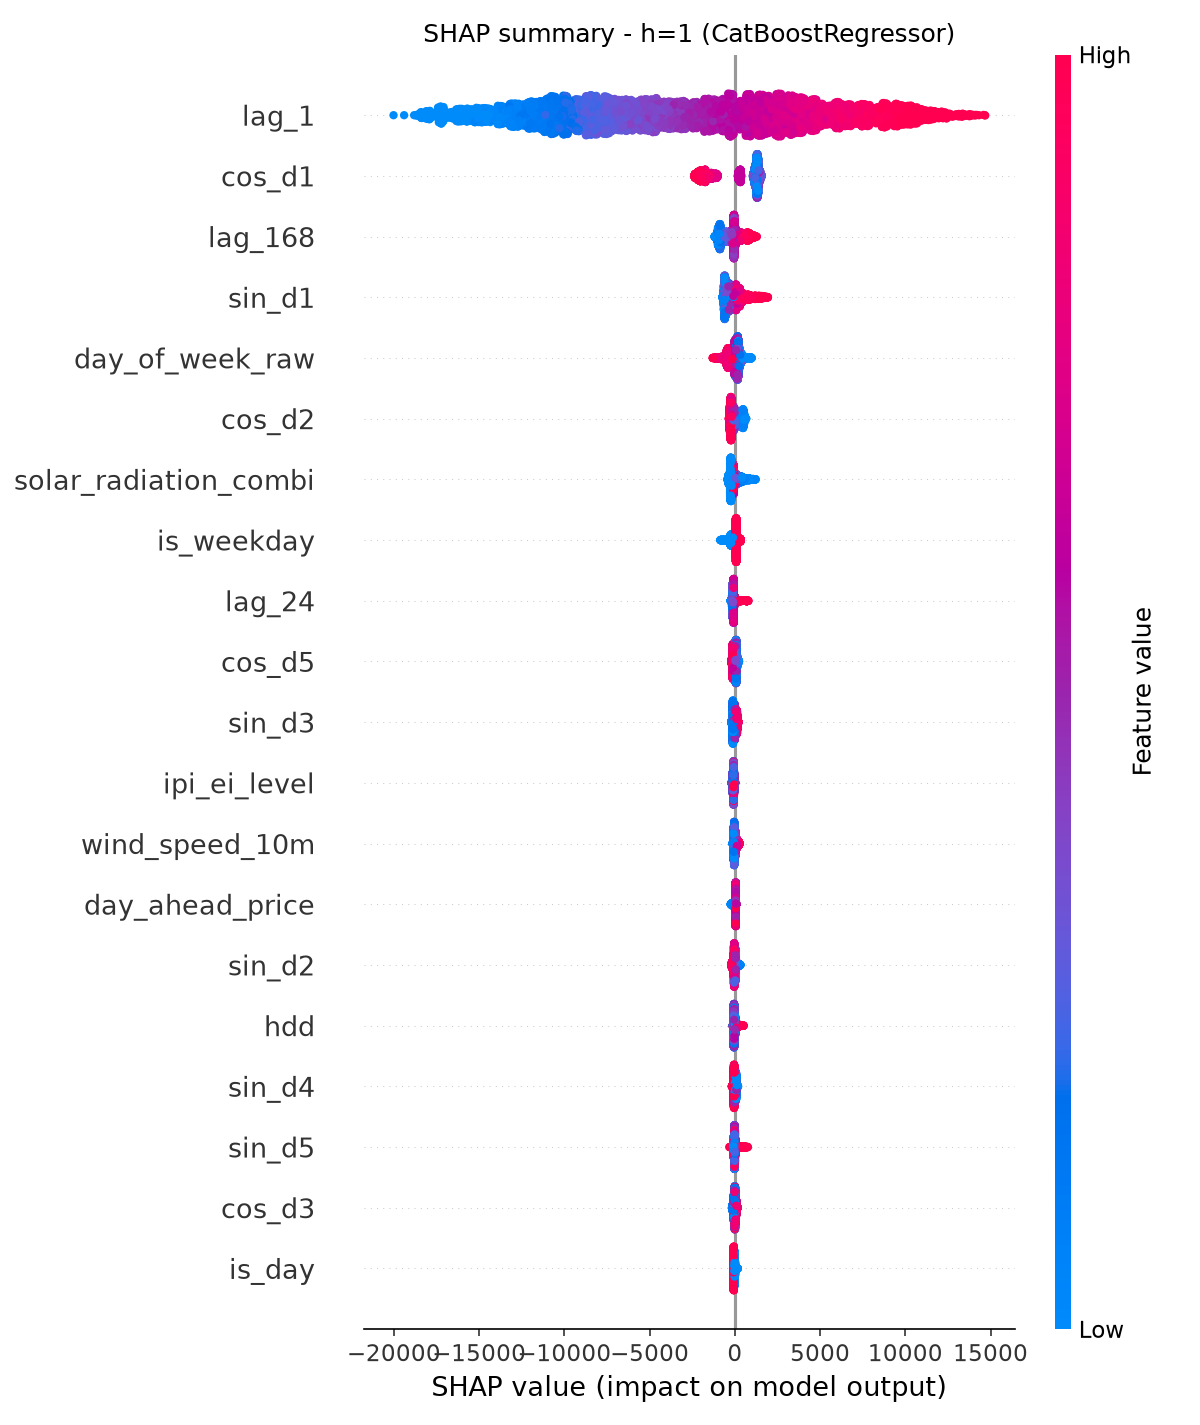 SHAP summary - h=1 (CatBoostRegressor)
High
lag_1
cos_d1
lag_168
sin_d1
day_of_week_raw
cos_d2
solar_radiation_combi
is_weekday
lag_24
cos_d5
sin_d3
ipi_ei_level
wind_speed_10m
day_ahead_price
sin_d2
hdd
sin_d4
sin_d5
cos_d3
is_day
Feature value
Low
−20000 −15000 −10000 −5000 0 5000 10000 15000
SHAP value (impact on model output)